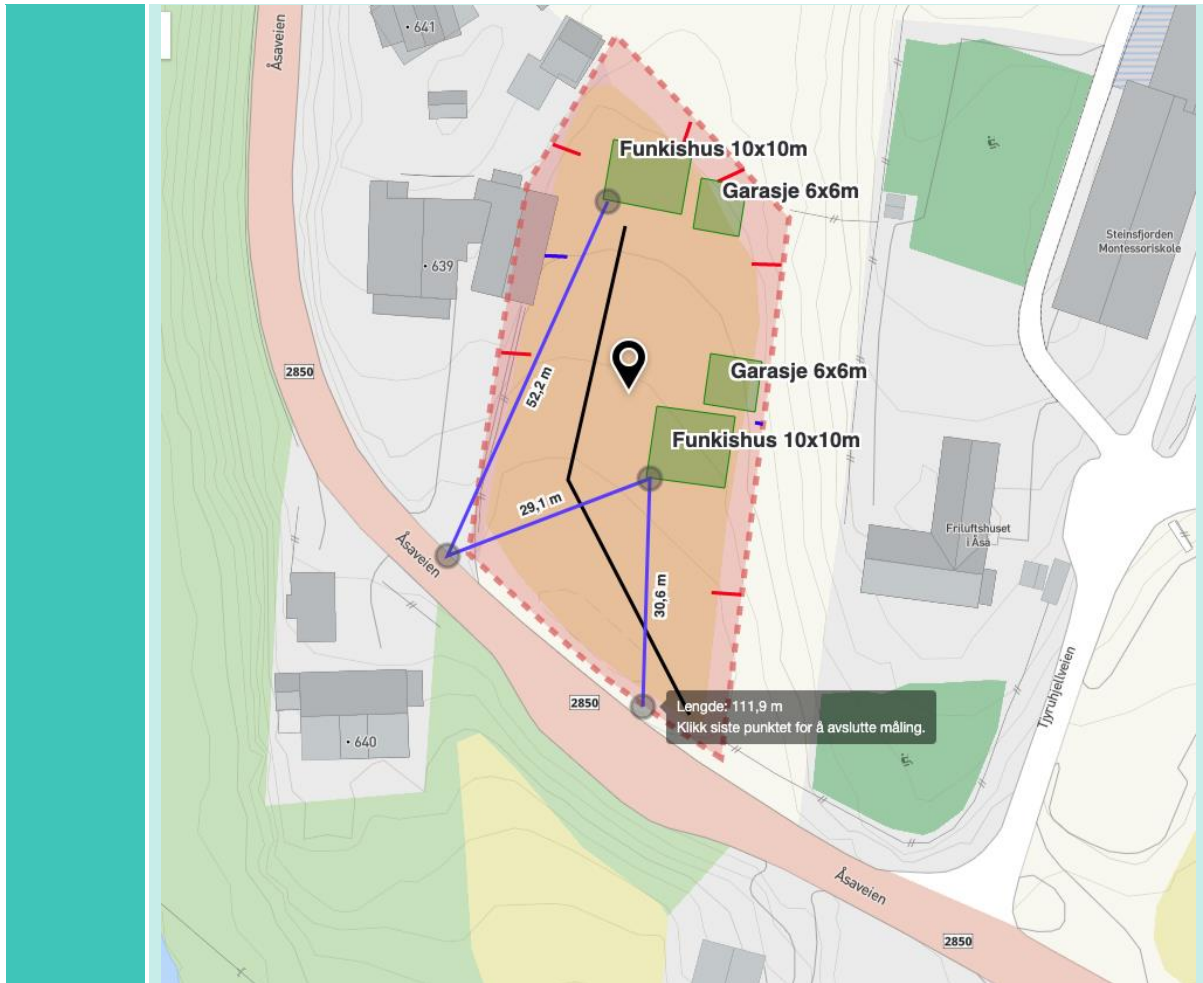 Åsaveien
641
Funkishus 10x10m
Garasje 6x6m
Steinsfjorden
Montessoriskole
639
2850
52,2 m
Garasje 6x6m
Funkishus 10x10m
29,1 m
Åsaveien
Friluftshuset
i Åsa
30,6 m
Tjyruhjellveien
2850
Lengde: 111,9 m
Klikk siste punktet for å avslutte måling.
640
Åsaveien
2850